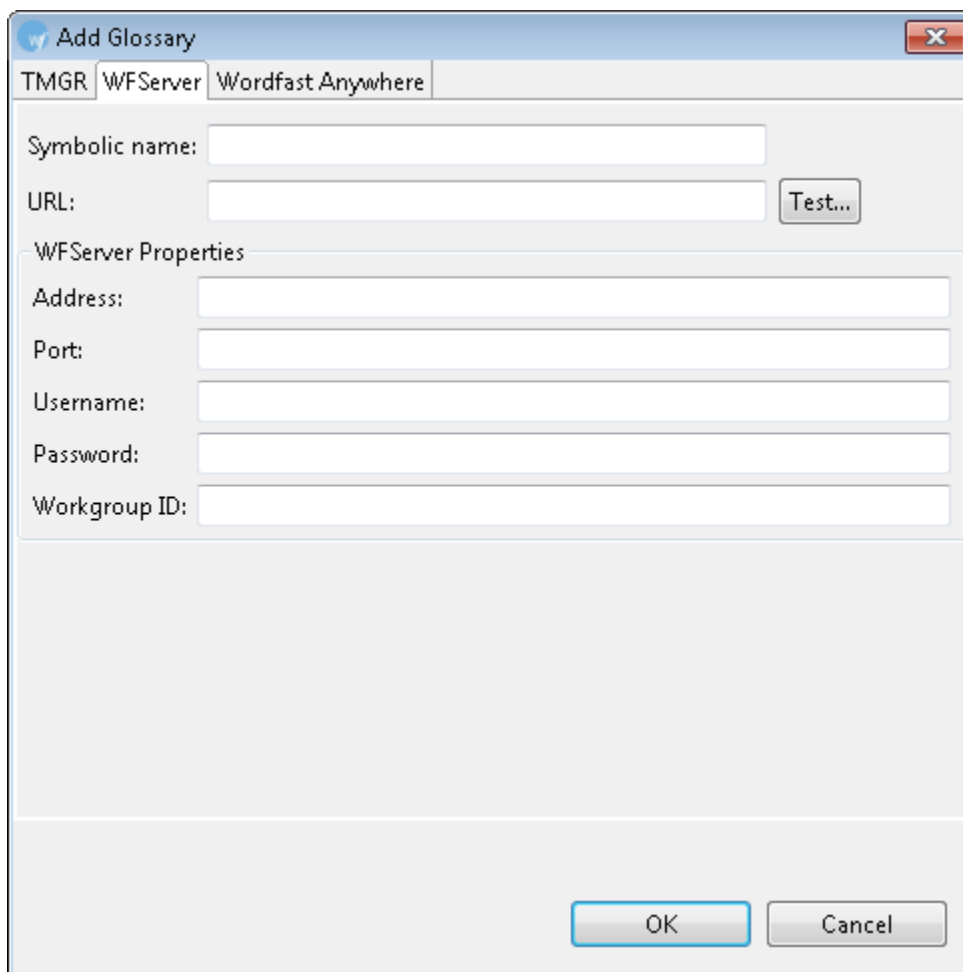 Add Glossary
TMGR WFServer Wordfast Anywhere
Symbolic name:
URL: Test...
WFServer Properties
Address:
Port:
Username:
Password:
Workgroup ID:
OK Cancel